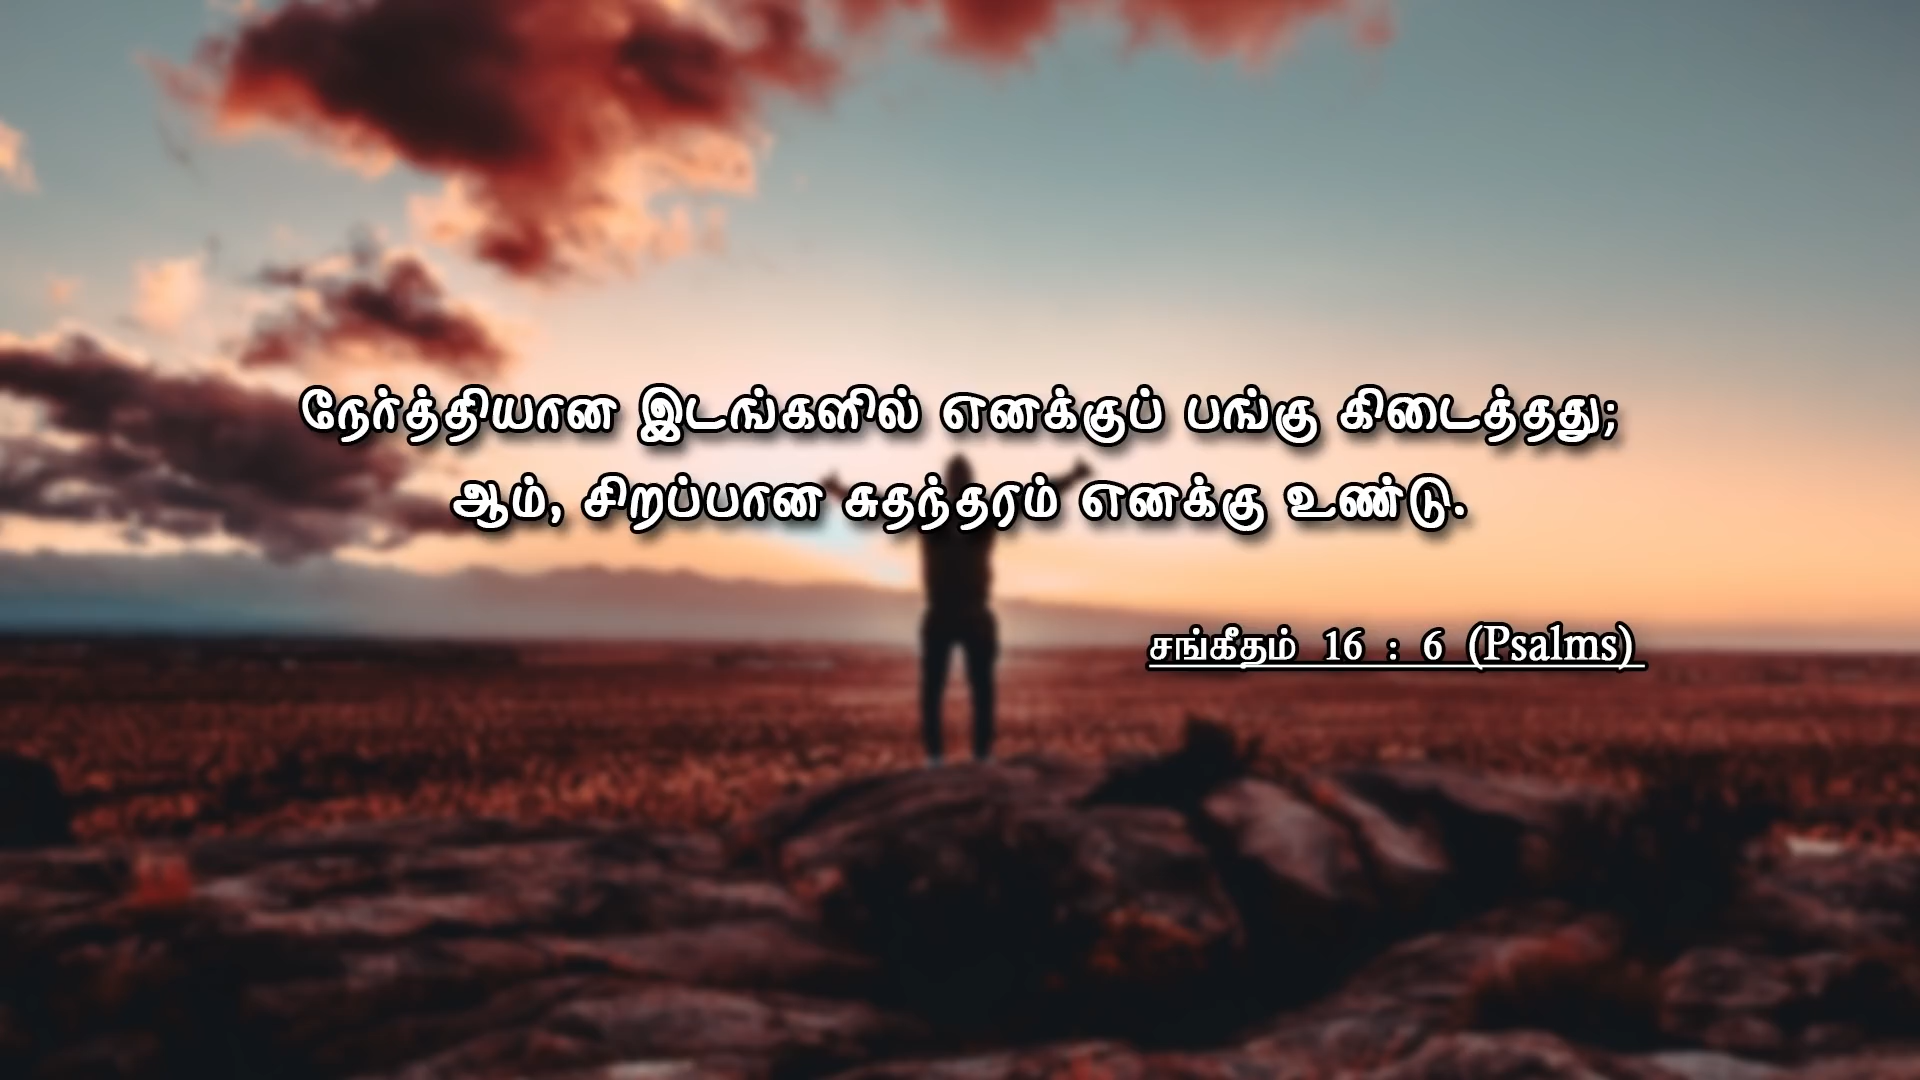 நேர்த்தியான இடங்களில் எனக்குப் பங்கு கிடைத்தது;
ஆம், சிறப்பான சுதந்தரம் எனக்கு உண்டு.
சங்கீதம் 16 : 6 (Psalms)